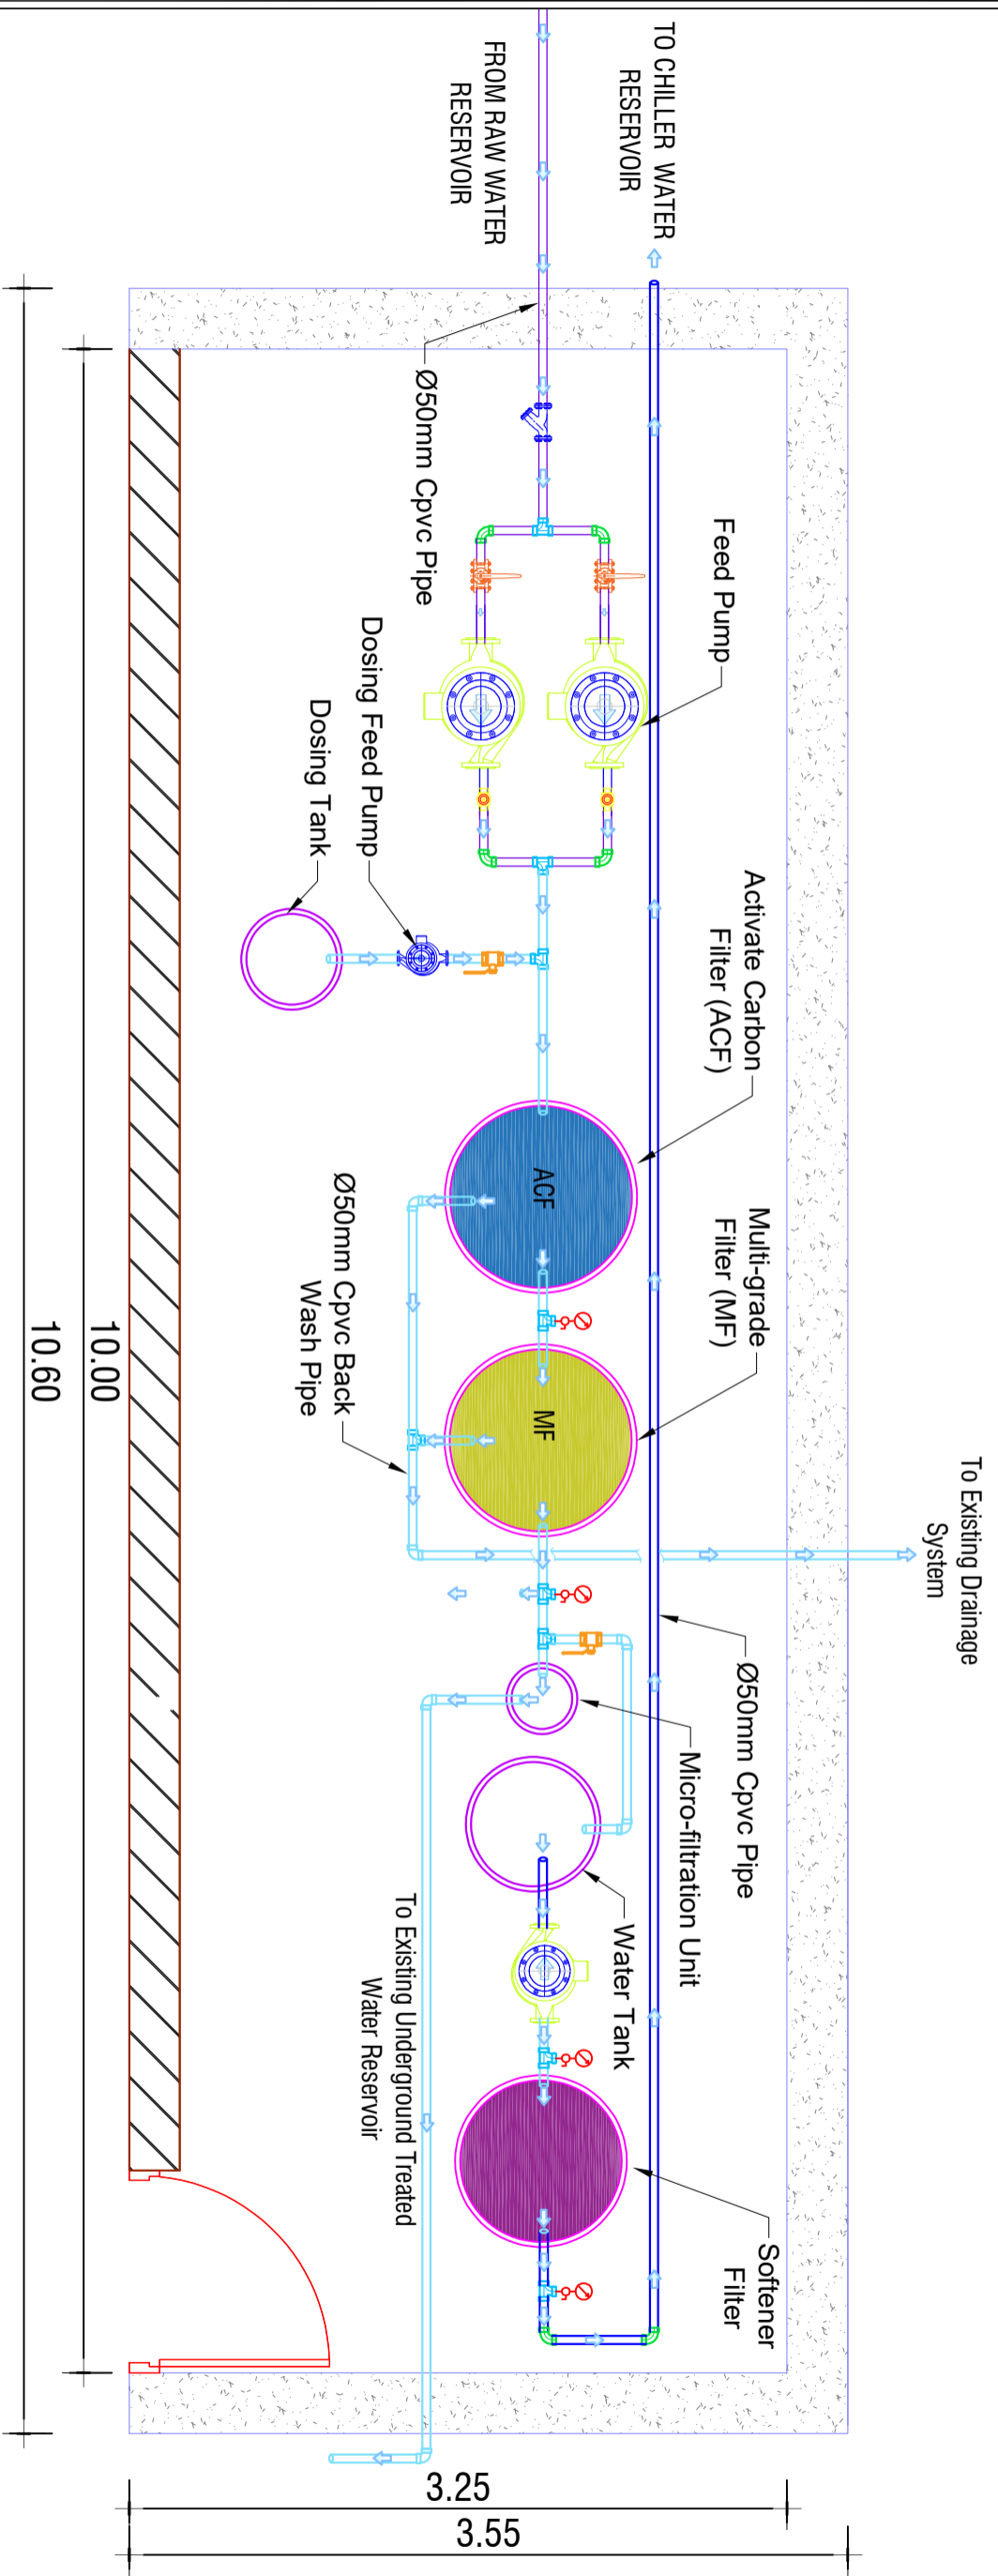 To Existing Drainage
System
TO CHILLER  WATER
RESERVOIR
FROM RAW WATER
RESERVOIR
Ø50mm Cpvc Pipe
Feed Pump
Dosing Feed Pump
Dosing Tank
Activate Carbon
Filter (ACF)
ACF
Multi-grade
Filter (MF)
MF
Ø50mm Cpvc Back
Wash Pipe
Ø50mm Cpvc Pipe
Micro-filtration Unit
Water Tank
To Existing Underground Treated
Water Reservoir
Softener
Filter
10.00
10.60
3.25
3.55